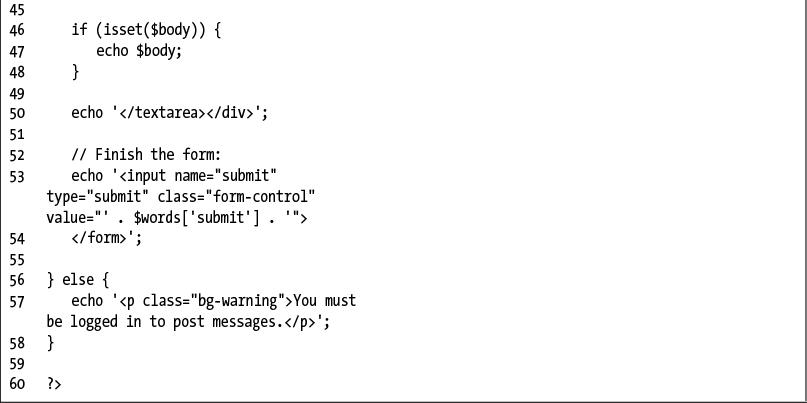 45
46 if (isset($body)) {
47 echo $body;
48 }
49
50 echo '</textarea></div>';
51
52 // Finish the form:
53 echo '<input name="submit"
type="submit" class="form-control"
value="' . $words['submit'] . '">
54 </form>';
55
56 } else {
57 echo '<p class="bg-warning">You must
be logged in to post messages.</p>';
58 }
59
60 ?>